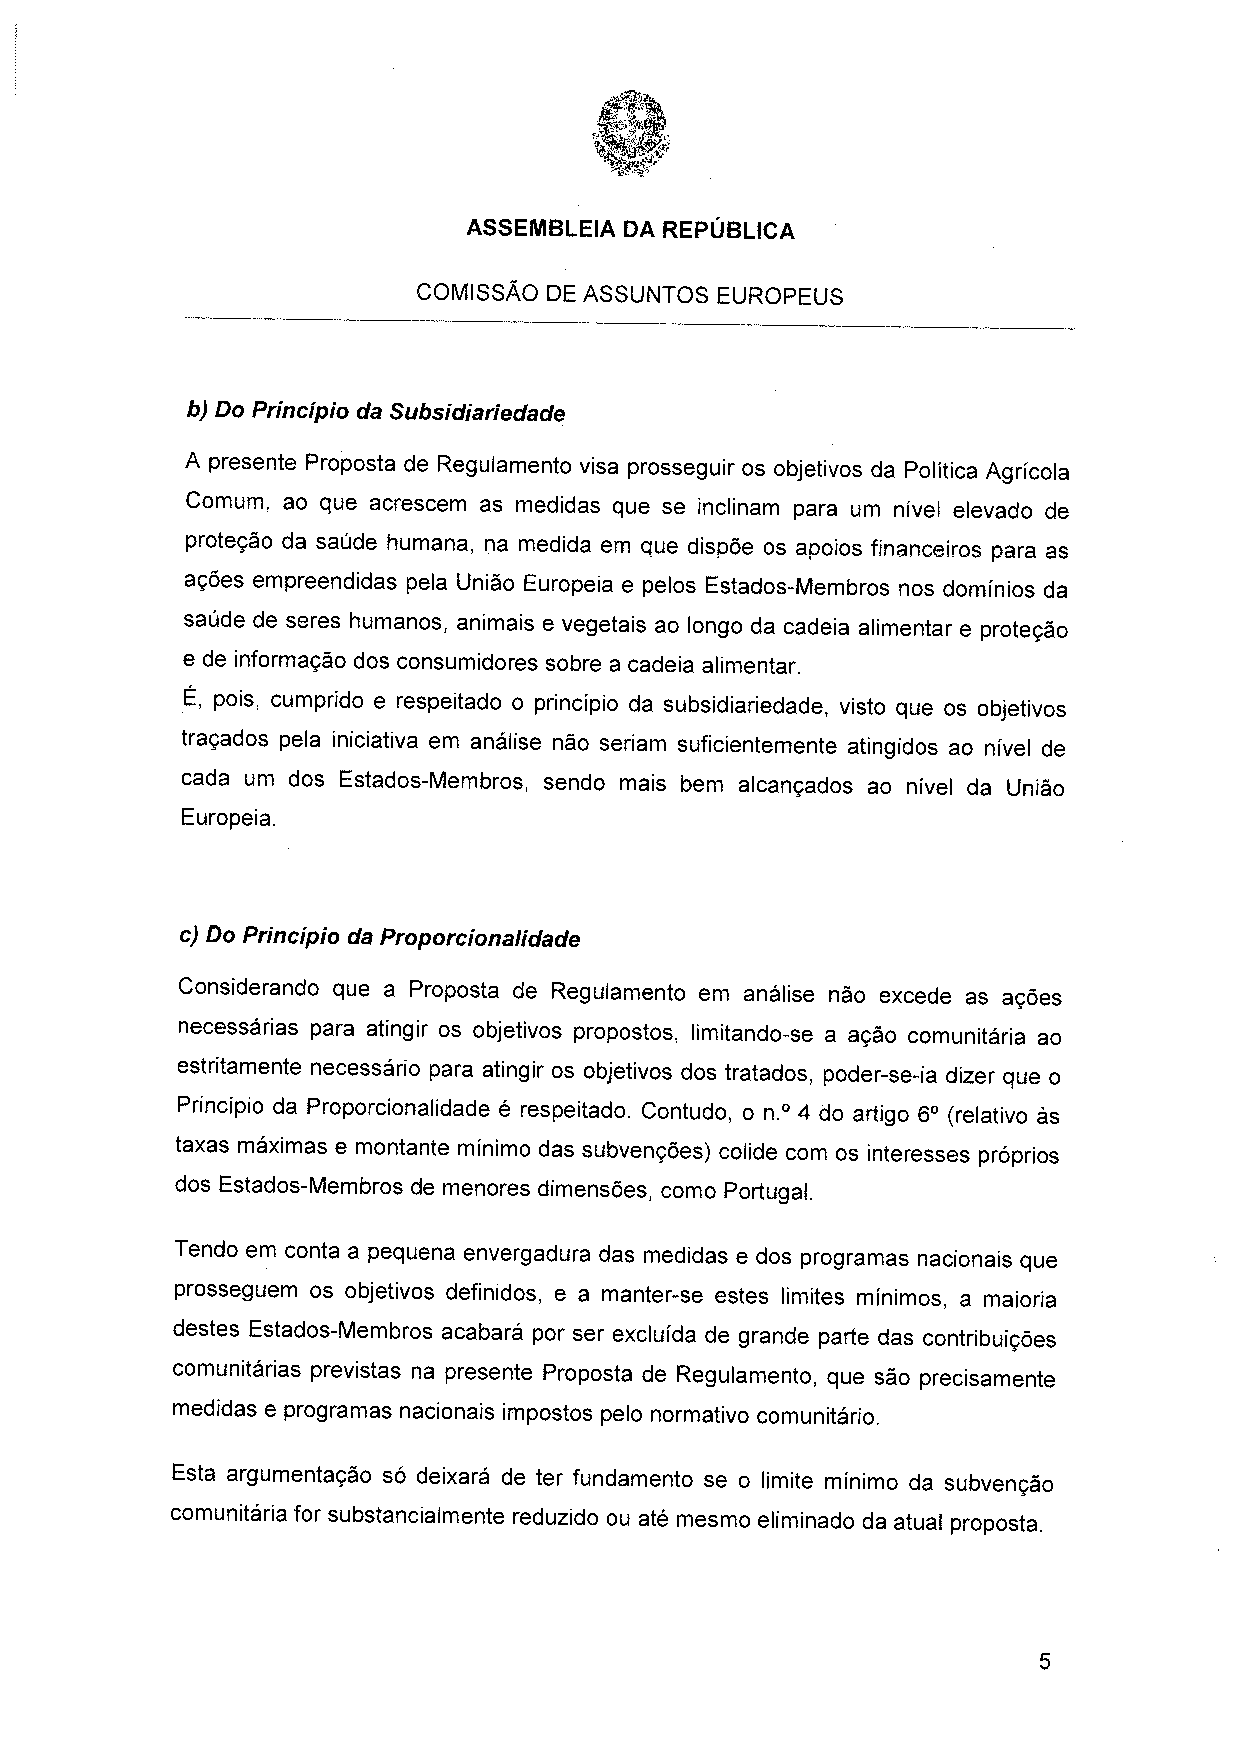 ASSEMBLEIA DA REPÚBLICA
COMISSÃO DE ASSUNTOS EUROPEUS
b) Do Princípio da Subsidiariedade
A presente Proposta de Regulamento visa prosseguir os objetivos da Política Agrícola
Comum, ao que acrescem as medidas que se inclinam para um nível elevado de
proteção da saúde humana, na medida em que dispõe os apoios financeiros para as
ações empreendidas pela União Europeia e pelos Estados-Membros nos domínios da
saúde de seres humanos, animais e vegetais ao longo da cadeia alimentar e proteção
e de informação dos consumidores sobre a cadeia alimentar.
É, pois, cumprido e respeitado o princípio da subsidiariedade, visto que os objetivos
traçados pela iniciativa em análise não seriam suficientemente atingidos ao nível de
cada um dos Estados-Membros, sendo mais bem alcançados ao nível da União
Europeia.
c) Do Princípio da Proporcionalidade
Considerando que a Proposta de Regulamento em análise não excede as ações
necessárias para atingir os objetivos propostos, limitando-se a ação comunitária ao
estritamente necessário para atingir os objetivos dos tratados, poder-se-ia dizer que o
Princípio da Proporcionalidade é respeitado. Contudo, o n.º 4 do artigo 6º (relativo às
taxas máximas e montante mínimo das subvenções) colide com os interesses próprios
dos Estados-Membros de menores dimensões, como Portugal.
Tendo em conta a pequena envergadura das medidas e dos programas nacionais que
prosseguem os objetivos definidos, e a manter-se estes limites mínimos, a maioria
destes Estados-Membros acabará por ser excluída de grande parte das contribuições
comunitárias previstas na presente Proposta de Regulamento, que são precisamente
medidas e programas nacionais impostos pelo normativo comunitário.
Esta argumentação só deixará de ter fundamento se o limite mínimo da subvenção
comunitária for substancialmente reduzido ou até mesmo eliminado da atual proposta.
5